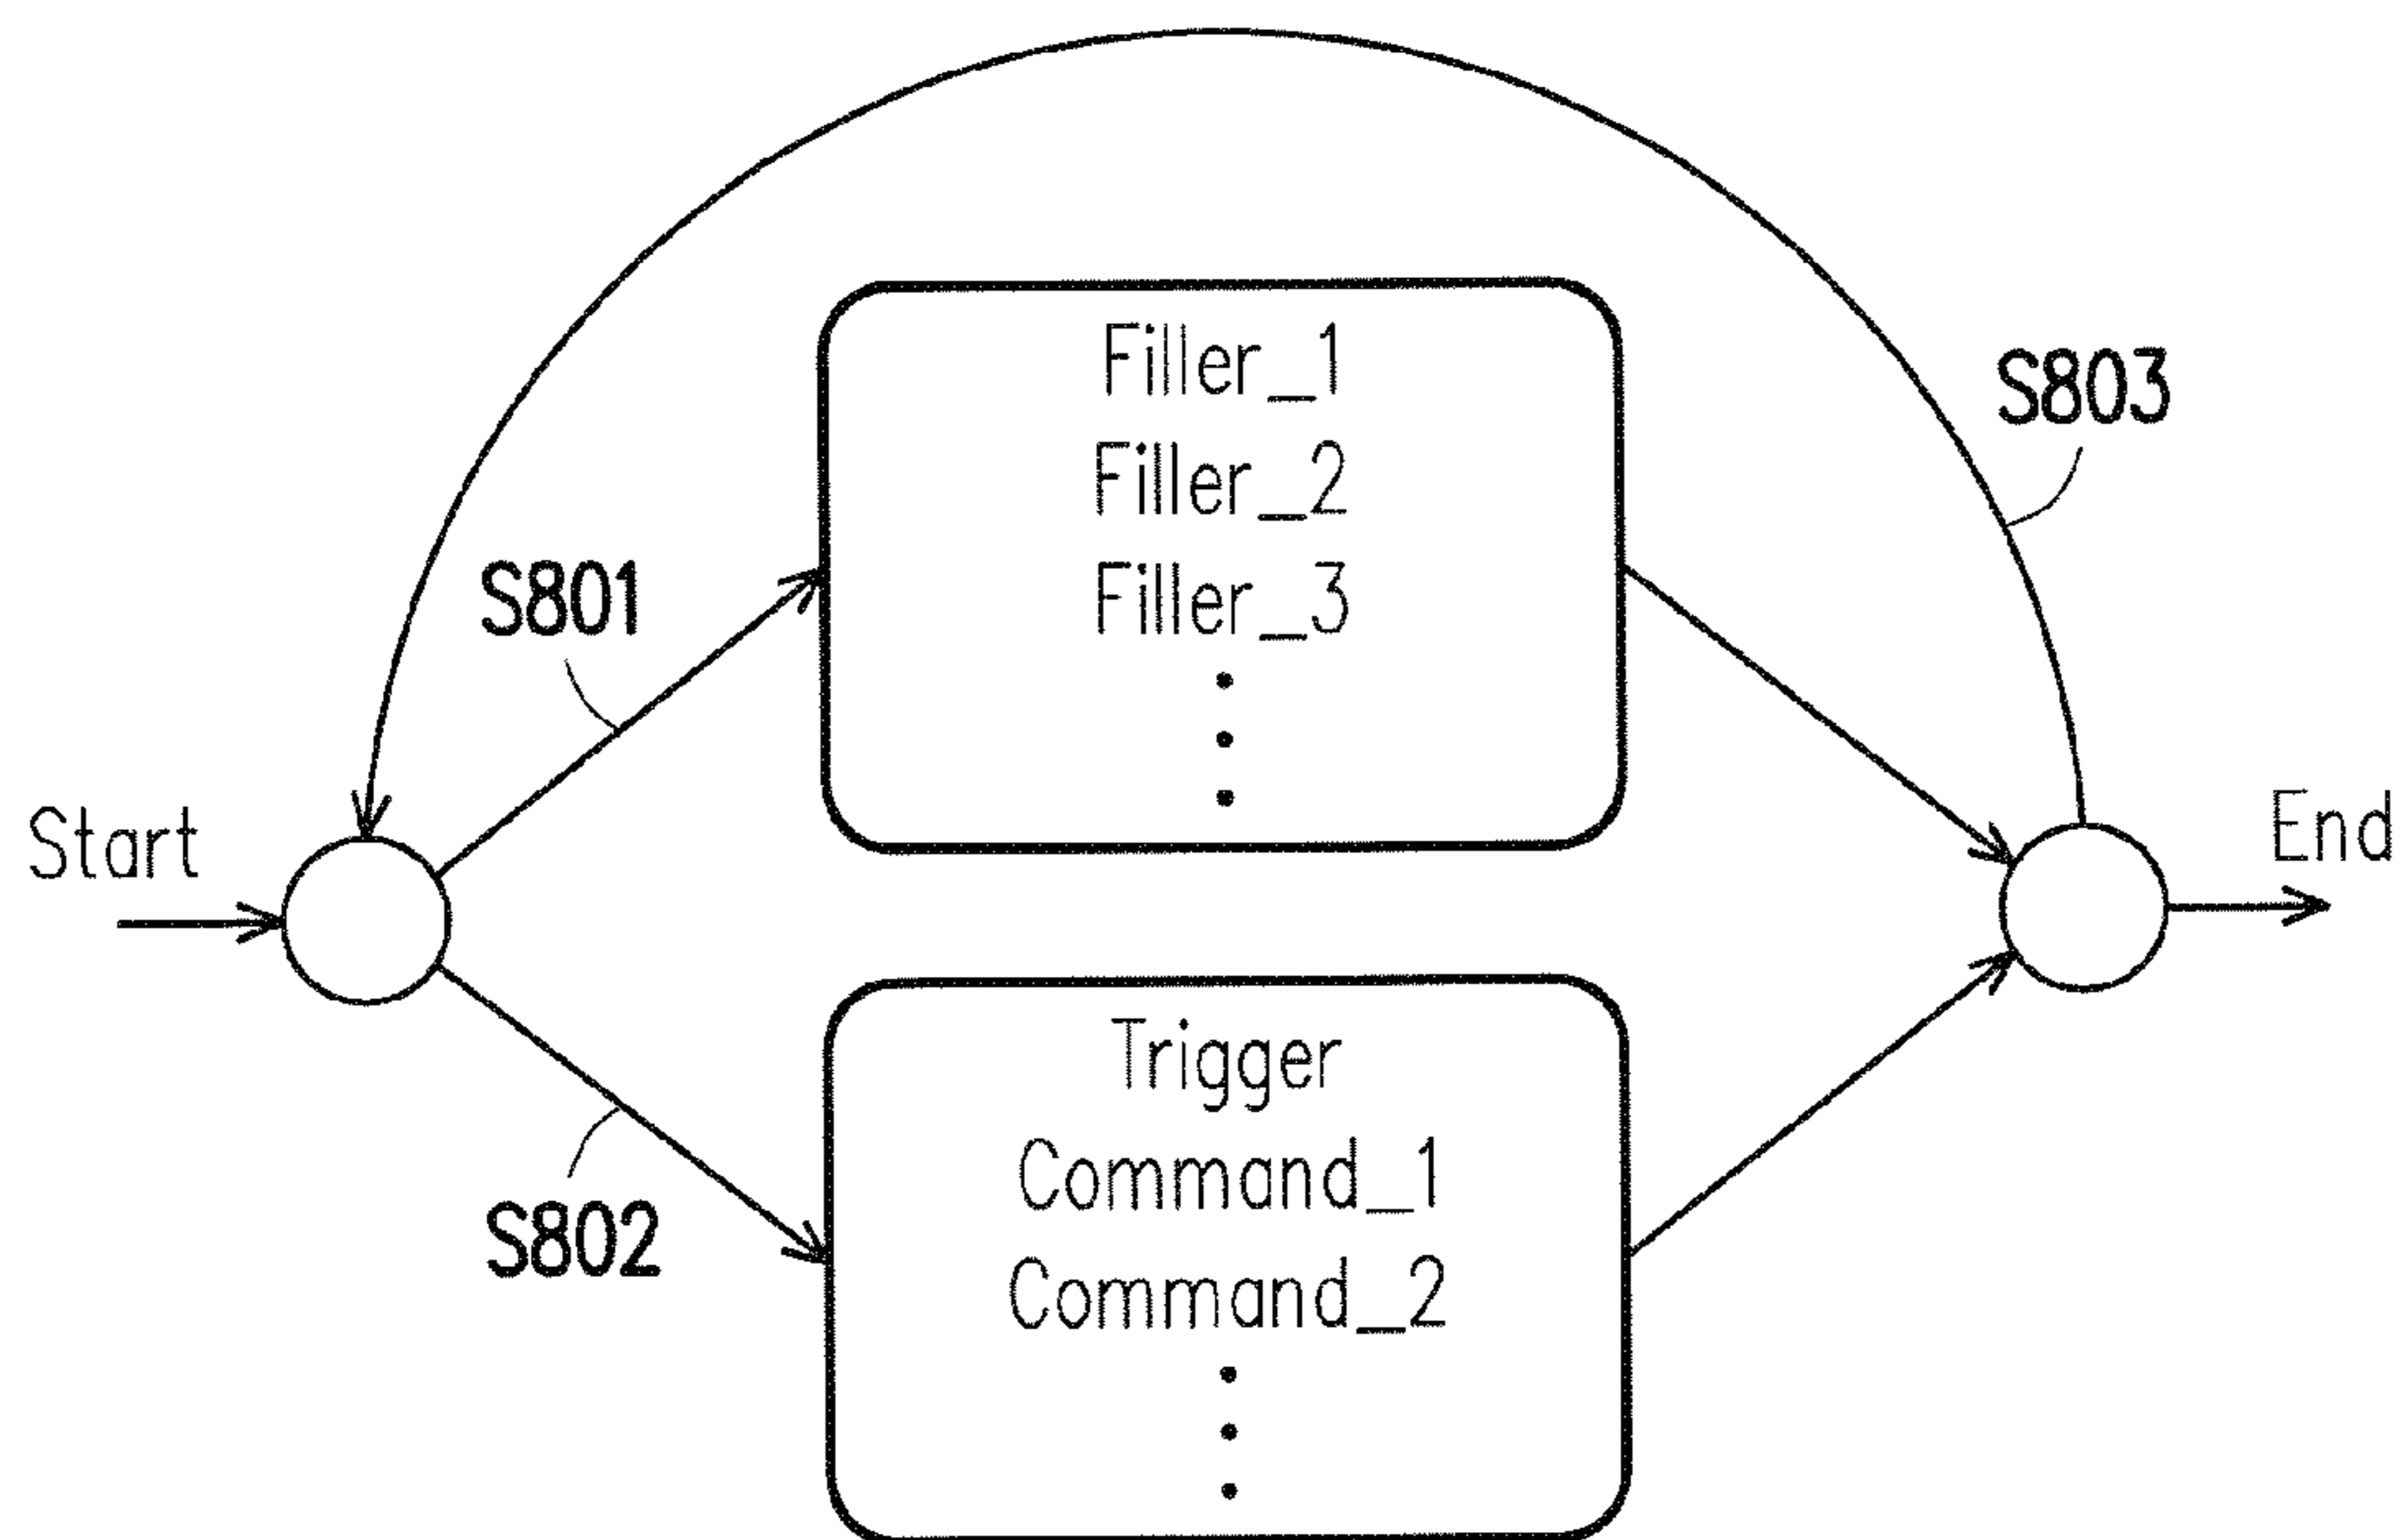 Filler_1
Filler_2
Filler_3
S803
S801
Start
End
Trigger
Command_1
Command_2
S802